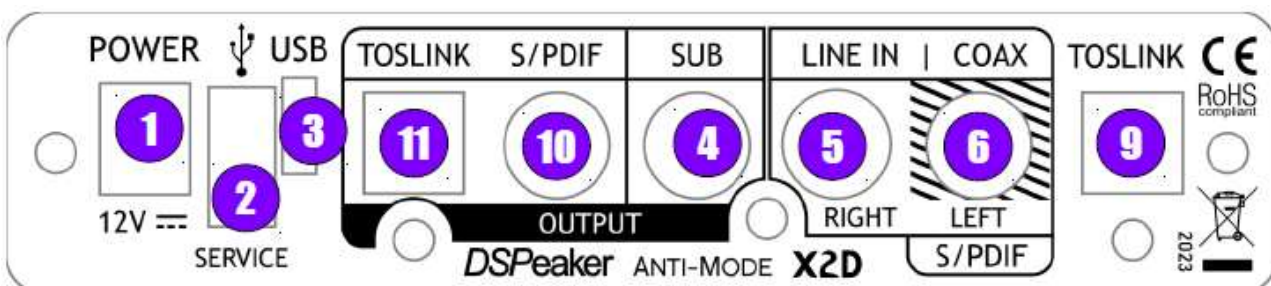 POWER USB TOSLINK S/PDIF SUB LINE IN | COAX TOSLINK CE
RoHS
compliant
1 2 3 11 10 4 5 6 9
12V OUTPUT RIGHT LEFT
SERVICE DSPeaker ANTI-MODE X2D S/PDIF 2023